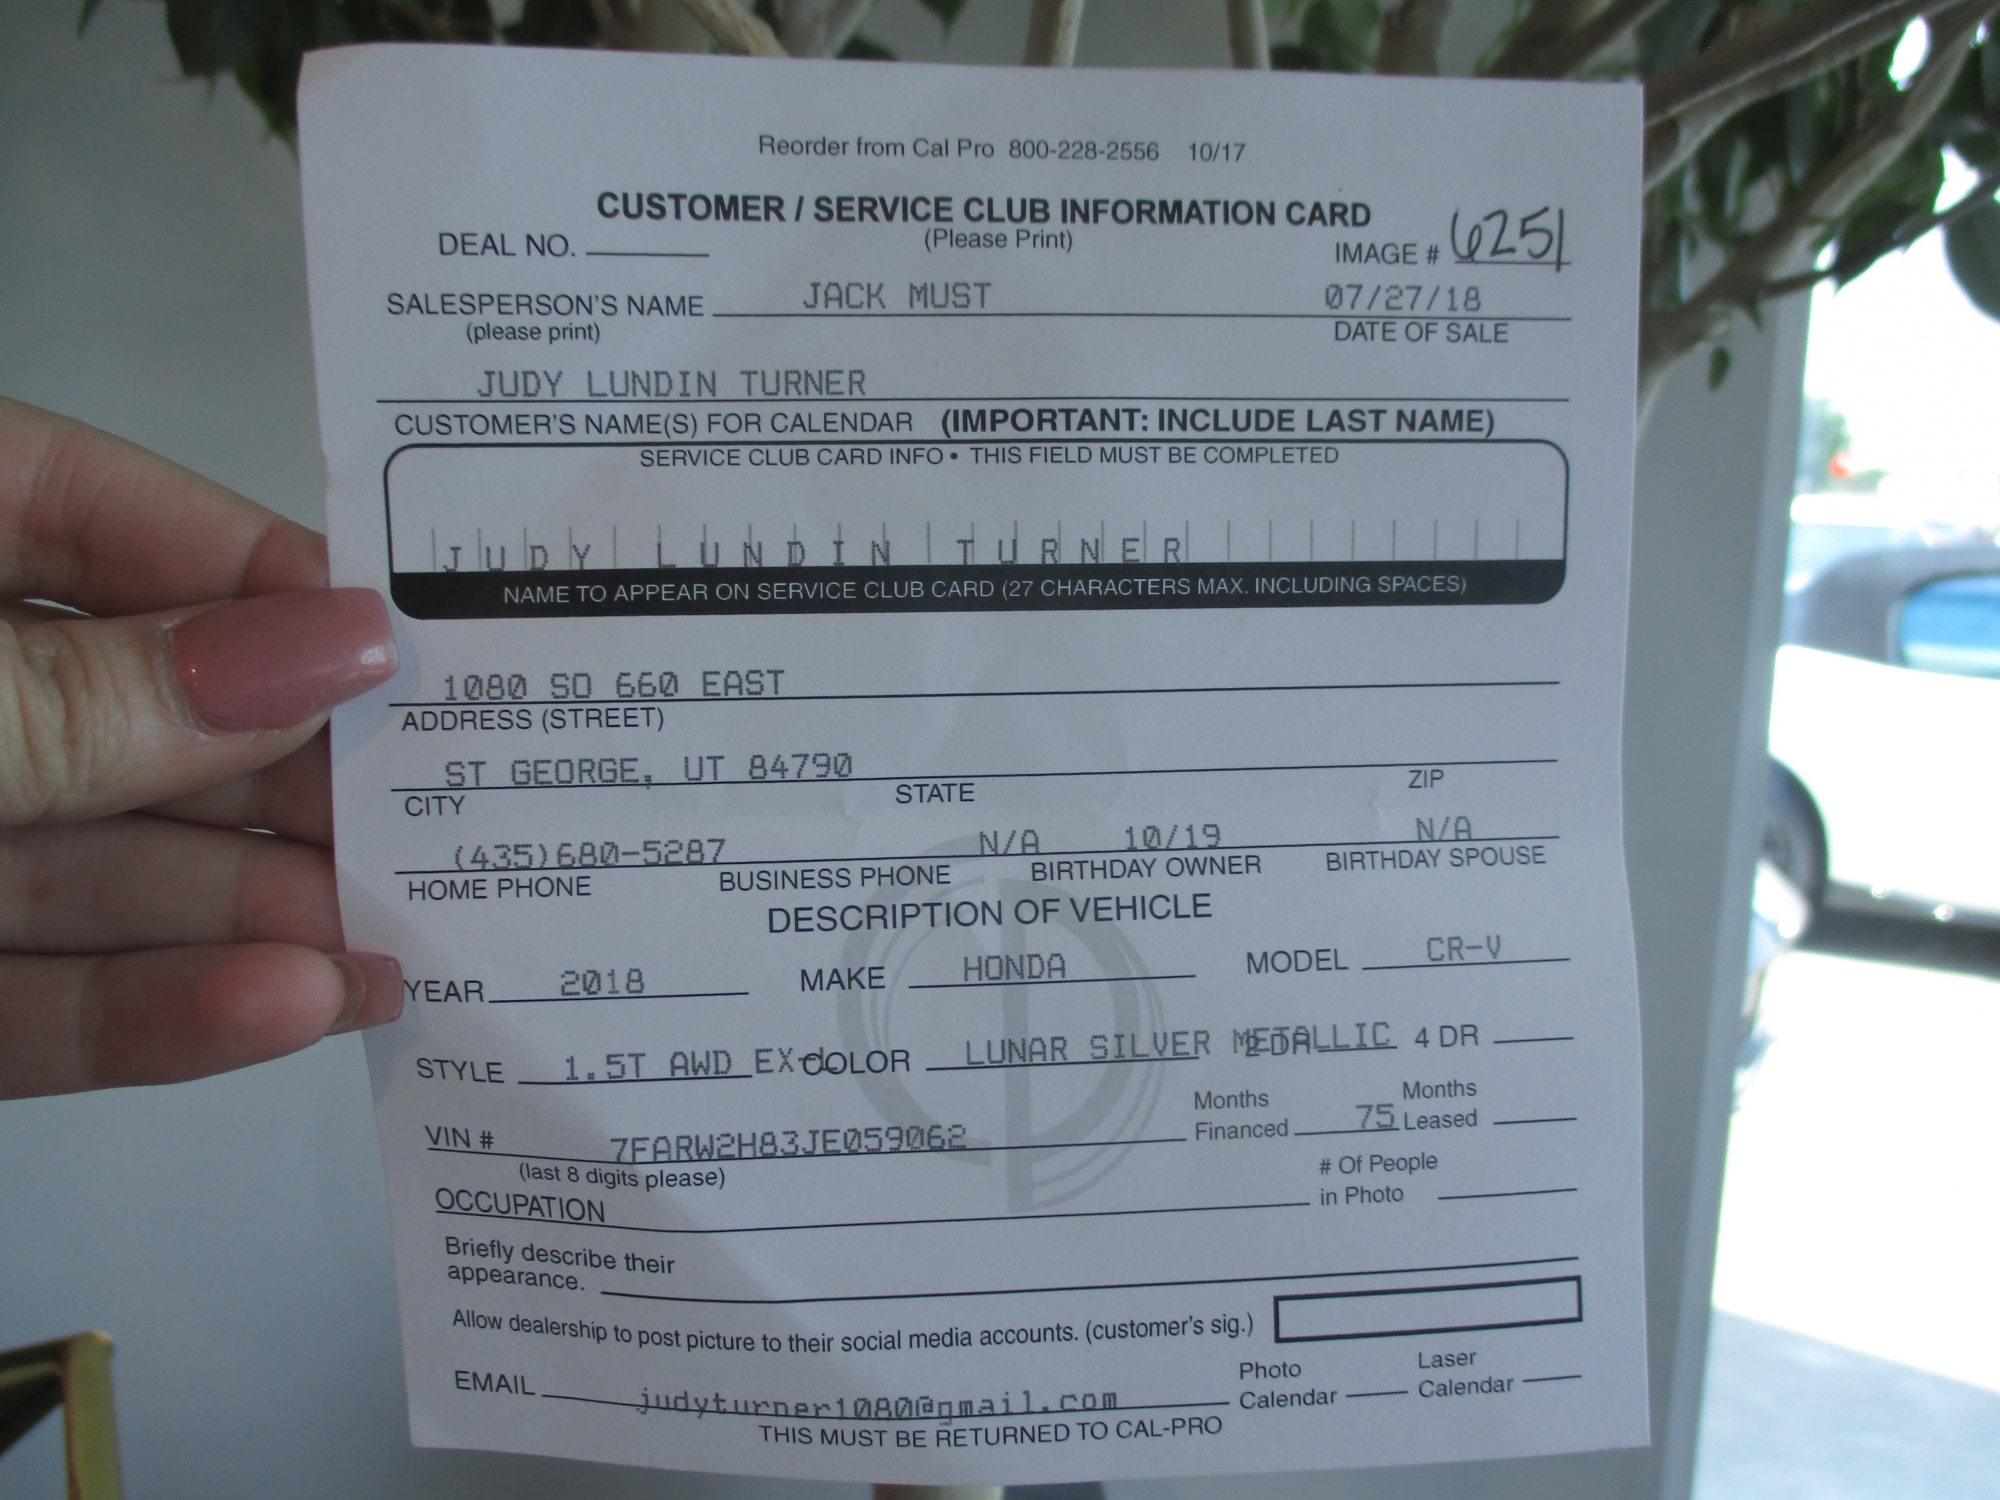 Reorder from Cal Pro 800-228-2556 10/17
CUSTOMER / SERVICE CLUB INFORMATION CARD
DEAL NO. (Please Print) IMAGE # 6251
SALESPERSON'S NAME JACK MUST 07/27/18
(please print) DATE OF SALE
JUDY LUNDIN TURNER
CUSTOMER'S NAME(S) FOR CALENDAR (IMPORTANT: INCLUDE LAST NAME)
SERVICE CLUB CARD INFO • THIS FIELD MUST BE COMPLETED
JUDY LUNDIN TURNER
NAME TO APPEAR ON SERVICE CLUB CARD (27 CHARACTERS MAX. INCLUDING SPACES)
1080 SO 660 EAST
ADDRESS (STREET)
ST GEORGE, UT 84790
CITY STATE ZIP
(435)680-5287 N/A 10/19 N/A
HOME PHONE BUSINESS PHONE BIRTHDAY OWNER BIRTHDAY SPOUSE
DESCRIPTION OF VEHICLE
YEAR 2018 MAKE HONDA MODEL CR-V
STYLE 1.5T AWD EX COLOR LUNAR SILVER METALLIC 4 DR
VIN # 7FARW2H83JE059062 Months Financed 75 Months Leased
(last 8 digits please)
OCCUPATION # Of People in Photo
Briefly describe their
appearance.
Allow dealership to post picture to their social media accounts. (customer's sig.)
EMAIL judyturner1080@gmail.com Photo Calendar Laser Calendar
THIS MUST BE RETURNED TO CAL-PRO